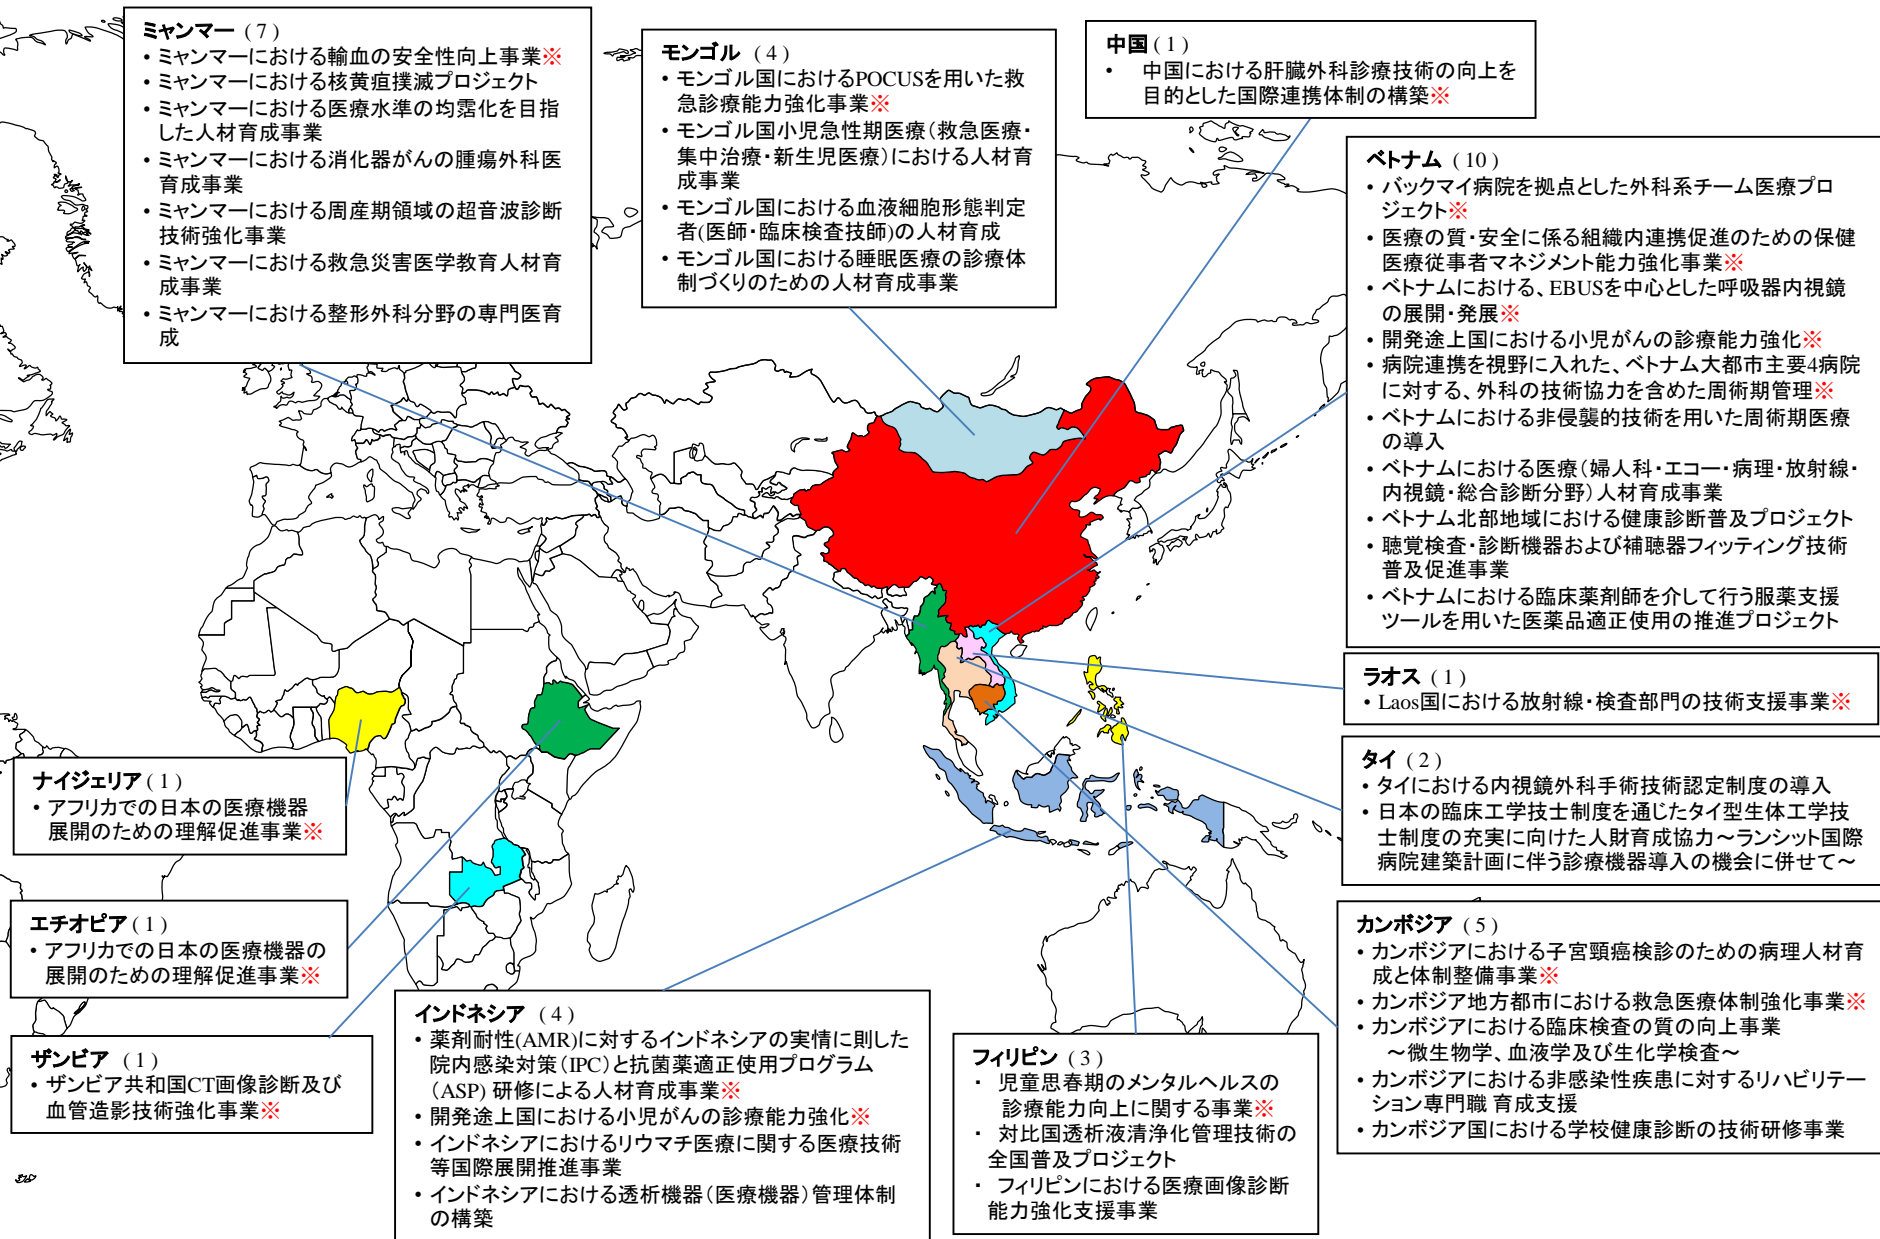 ミャンマー (7)
• ミャンマーにおける輸血の安全性向上事業※
• ミャンマーにおける核黄疸撲滅プロジェクト
• ミャンマーにおける医療水準の均霑化を目指
した人材育成事業
• ミャンマーにおける消化器がんの腫瘍外科医
育成事業
• ミャンマーにおける周産期領域の超音波診断
技術強化事業
• ミャンマーにおける救急災害医学教育人材育
成事業
• ミャンマーにおける整形外科分野の専門医育
成
モンゴル (4)
• モンゴル国におけるPOCUSを用いた救
急診療能力強化事業※
• モンゴル国小児急性期医療(救急医療・
集中治療・新生児医療)における人材育
成事業
• モンゴル国における血液細胞形態判定
者(医師・臨床検査技師)の人材育成
• モンゴル国における睡眠医療の診療体
制づくりのための人材育成事業
中国 (1)
• 中国における肝臓外科診療技術の向上を
目的とした国際連携体制の構築※
ベトナム (10)
• バックマイ病院を拠点とした外科系チーム医療プロ
ジェクト※
• 医療の質・安全に係る組織内連携促進のための保健
医療従事者マネジメント能力強化事業※
• ベトナムにおける、EBUSを中心とした呼吸器内視鏡
の展開・発展※
• 開発途上国における小児がんの診療能力強化※
• 病院連携を視野に入れた、ベトナム大都市主要4病院
に対する、外科の技術協力を含めた周術期管理※
• ベトナムにおける非侵襲的技術を用いた周術期医療
の導入
• ベトナムにおける医療(婦人科・エコー・病理・放射線・
内視鏡・総合診断分野)人材育成事業
• ベトナム北部地域における健康診断普及プロジェクト
• 聴覚検査・診断機器および補聴器フィッティング技術
普及促進事業
• ベトナムにおける臨床薬剤師を介して行う服薬支援
ツールを用いた医薬品適正使用の推進プロジェクト
ラオス (1)
• Laos国における放射線・検査部門の技術支援事業※
タイ (2)
• タイにおける内視鏡外科手術技術認定制度の導入
• 日本の臨床工学技士制度を通じたタイ型生体工学技
士制度の充実に向けた人財育成協力~ランシット国際
病院建築計画に伴う診療機器導入の機会に併せて~
ナイジェリア (1)
• アフリカでの日本の医療機器
展開のための理解促進事業※
エチオピア (1)
• アフリカでの日本の医療機器の
展開のための理解促進事業※
ザンビア (1)
• ザンビア共和国CT画像診断及び
血管造影技術強化事業※
インドネシア (4)
• 薬剤耐性(AMR)に対するインドネシアの実情に則した
院内感染対策(IPC)と抗菌薬適正使用プログラム
(ASP) 研修による人材育成事業※
• 開発途上国における小児がんの診療能力強化※
• インドネシアにおけるリウマチ医療に関する医療技術
等国際展開推進事業
• インドネシアにおける透析機器(医療機器)管理体制
の構築
フィリピン (3)
・ 児童思春期のメンタルヘルスの
診療能力向上に関する事業※
・ 対比国透析液清浄化管理技術の
全国普及プロジェクト
・ フィリピンにおける医療画像診断
能力強化支援事業
カンボジア (5)
• カンボジアにおける子宮頸癌検診のための病理人材育
成と体制整備事業※
• カンボジア地方都市における救急医療体制強化事業※
• カンボジアにおける臨床検査の質の向上事業
~微生物学、血液学及び生化学検査~
• カンボジアにおける非感染性疾患に対するリハビリテー
ション専門職 育成支援
• カンボジア国における学校健康診断の技術研修事業